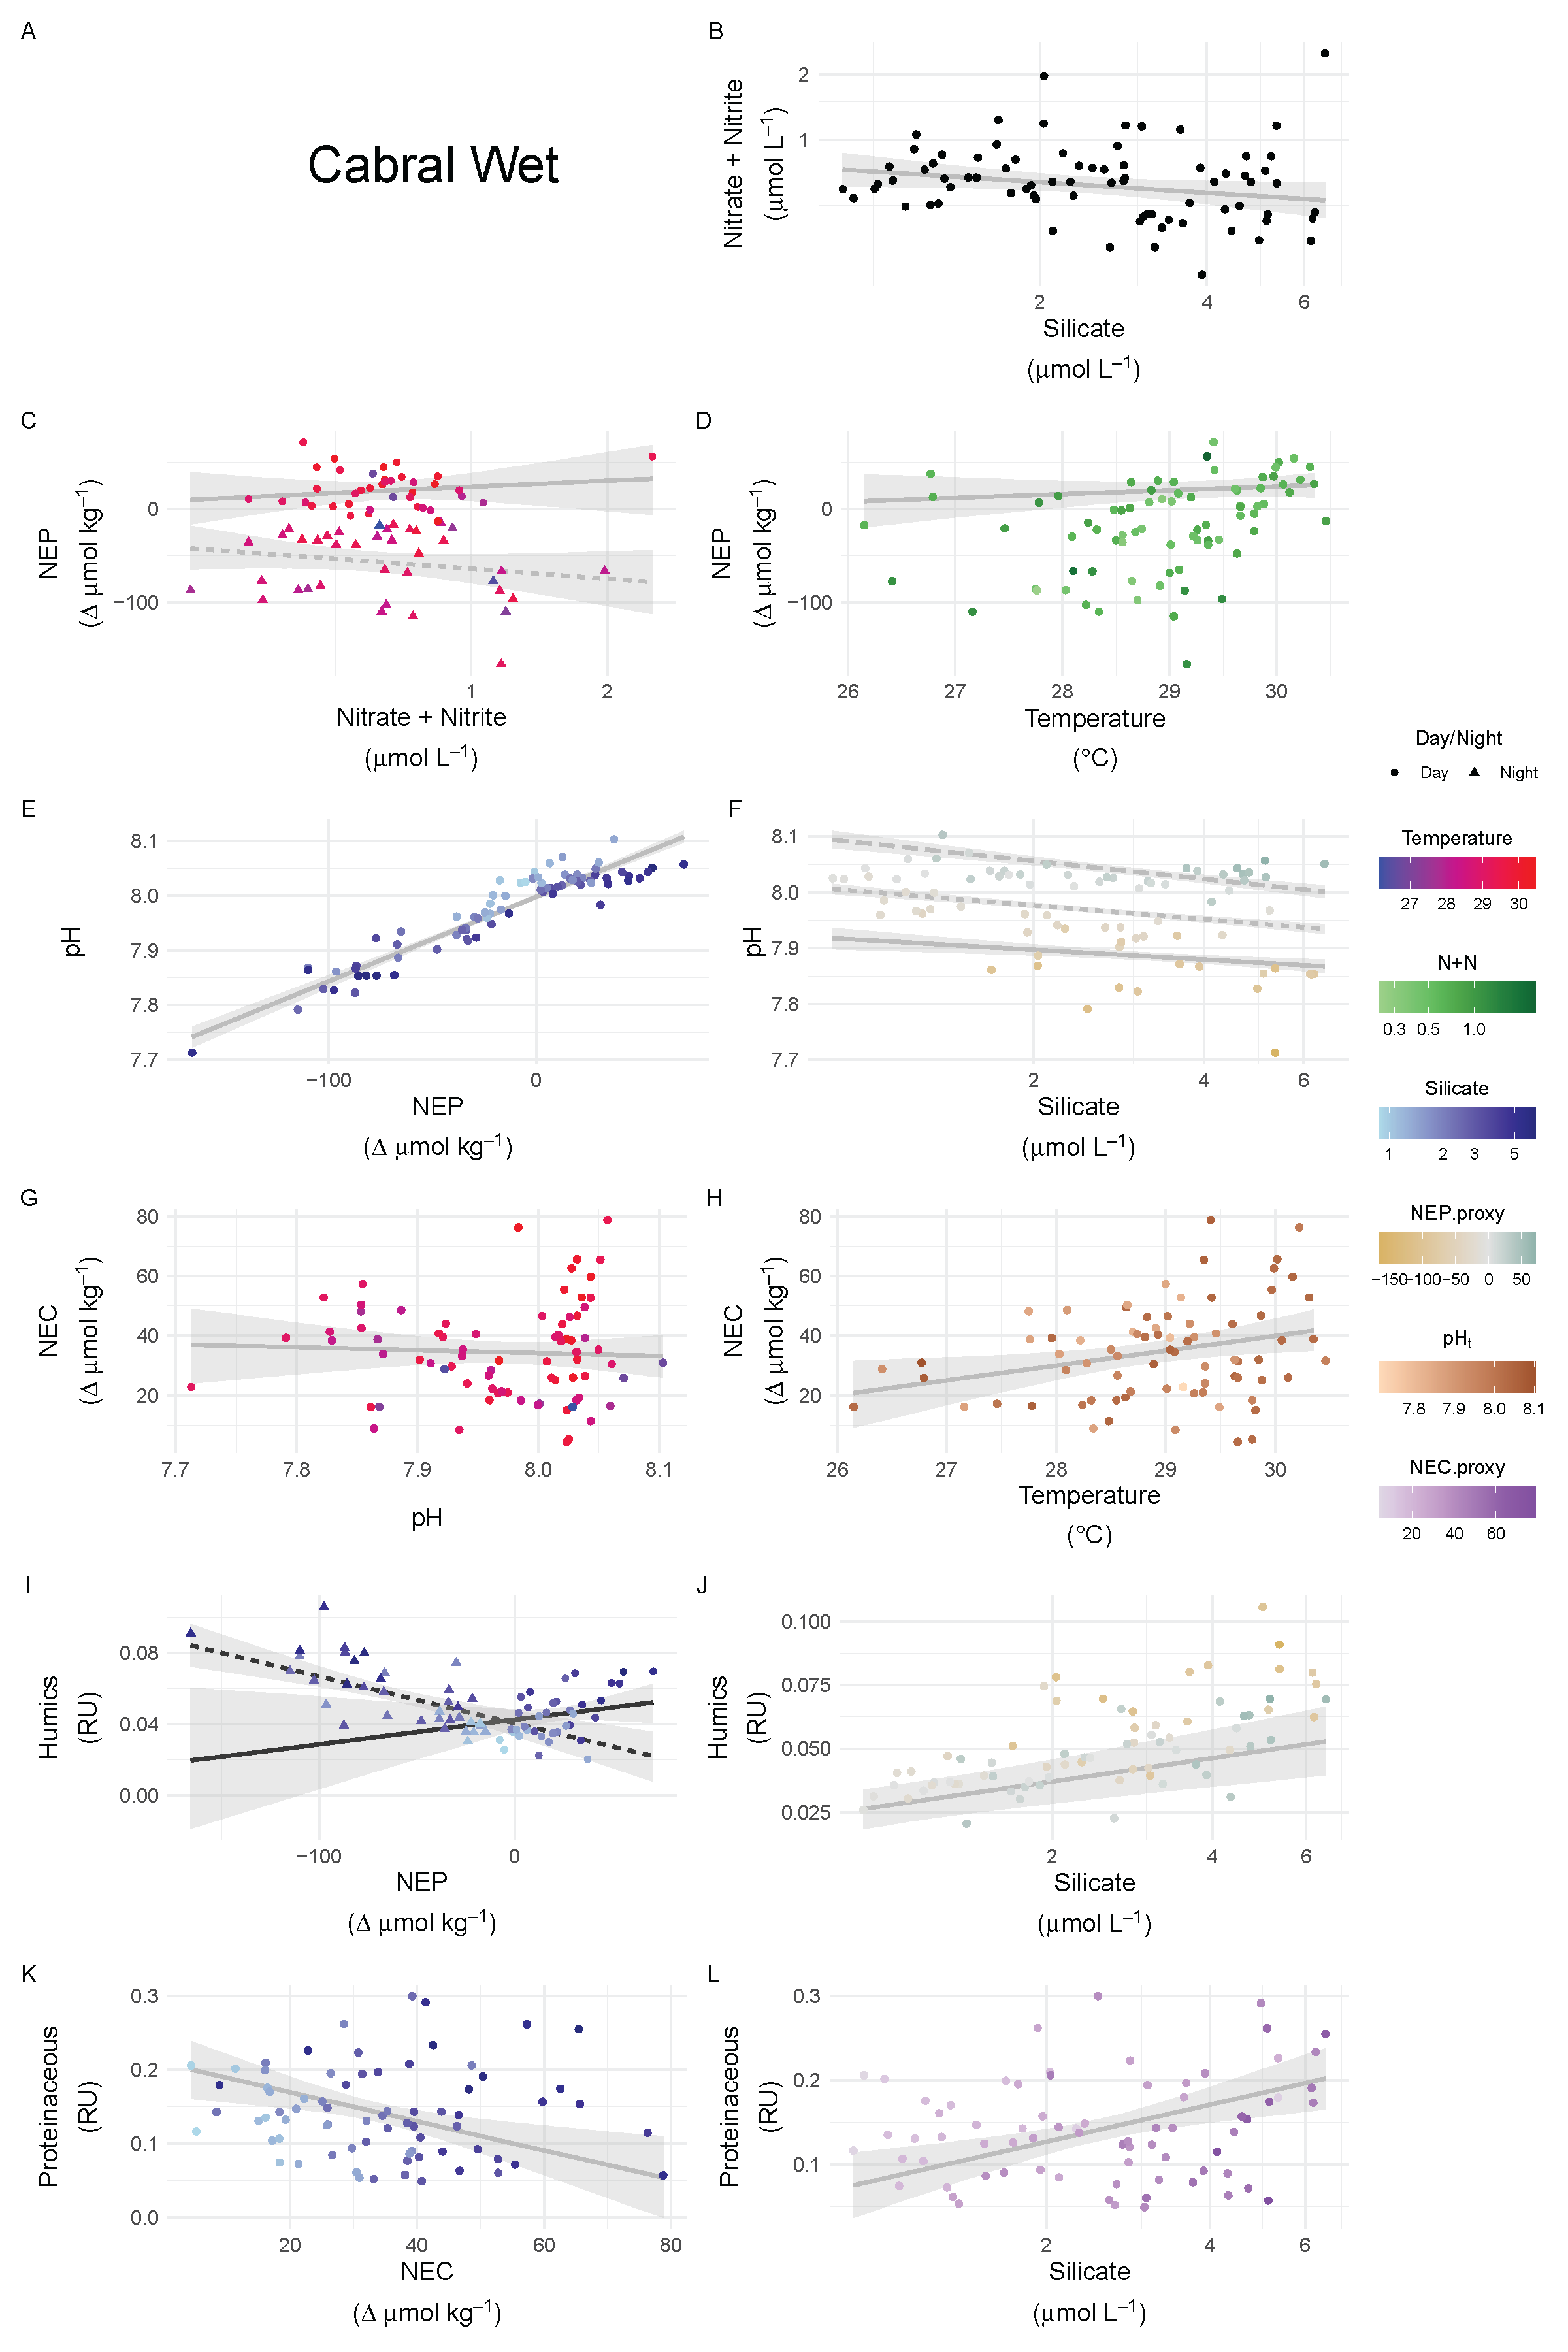 A
Cabral Wet
B
Nitrate + Nitrite
(μmol L⁻¹)
2
1
2 4 6
Silicate
(μmol L⁻¹)
C
NEP
(Δ μmol kg⁻¹)
0
−100
1 2
Nitrate + Nitrite
(μmol L⁻¹)
D
NEP
(Δ μmol kg⁻¹)
0
−100
26 27 28 29 30
Temperature
(°C)
E
pH
8.1
8.0
7.9
7.8
7.7
−100 0
NEP
(Δ μmol kg⁻¹)
F
pH
8.1
8.0
7.9
7.8
7.7
2 4 6
Silicate
(μmol L⁻¹)
G
NEC
(Δ μmol kg⁻¹)
80
60
40
20
7.7 7.8 7.9 8.0 8.1
pH
H
NEC
(Δ μmol kg⁻¹)
80
60
40
20
26 27 28 29 30
Temperature
(°C)
I
Humics
(RU)
0.08
0.04
0.00
−100 0
NEP
(Δ μmol kg⁻¹)
J
Humics
(RU)
0.100
0.075
0.050
0.025
2 4 6
Silicate
(μmol L⁻¹)
K
Proteinaceous
(RU)
0.3
0.2
0.1
0.0
20 40 60 80
NEC
(Δ μmol kg⁻¹)
L
Proteinaceous
(RU)
0.3
0.2
0.1
2 4 6
Silicate
(μmol L⁻¹)
Day/Night
Day Night
Temperature
27 28 29 30
N+N
0.3 0.5 1.0
Silicate
1 2 3 5
NEP.proxy
−150 −100 −50 0 50
pHₜ
7.8 7.9 8.0 8.1
NEC.proxy
20 40 60